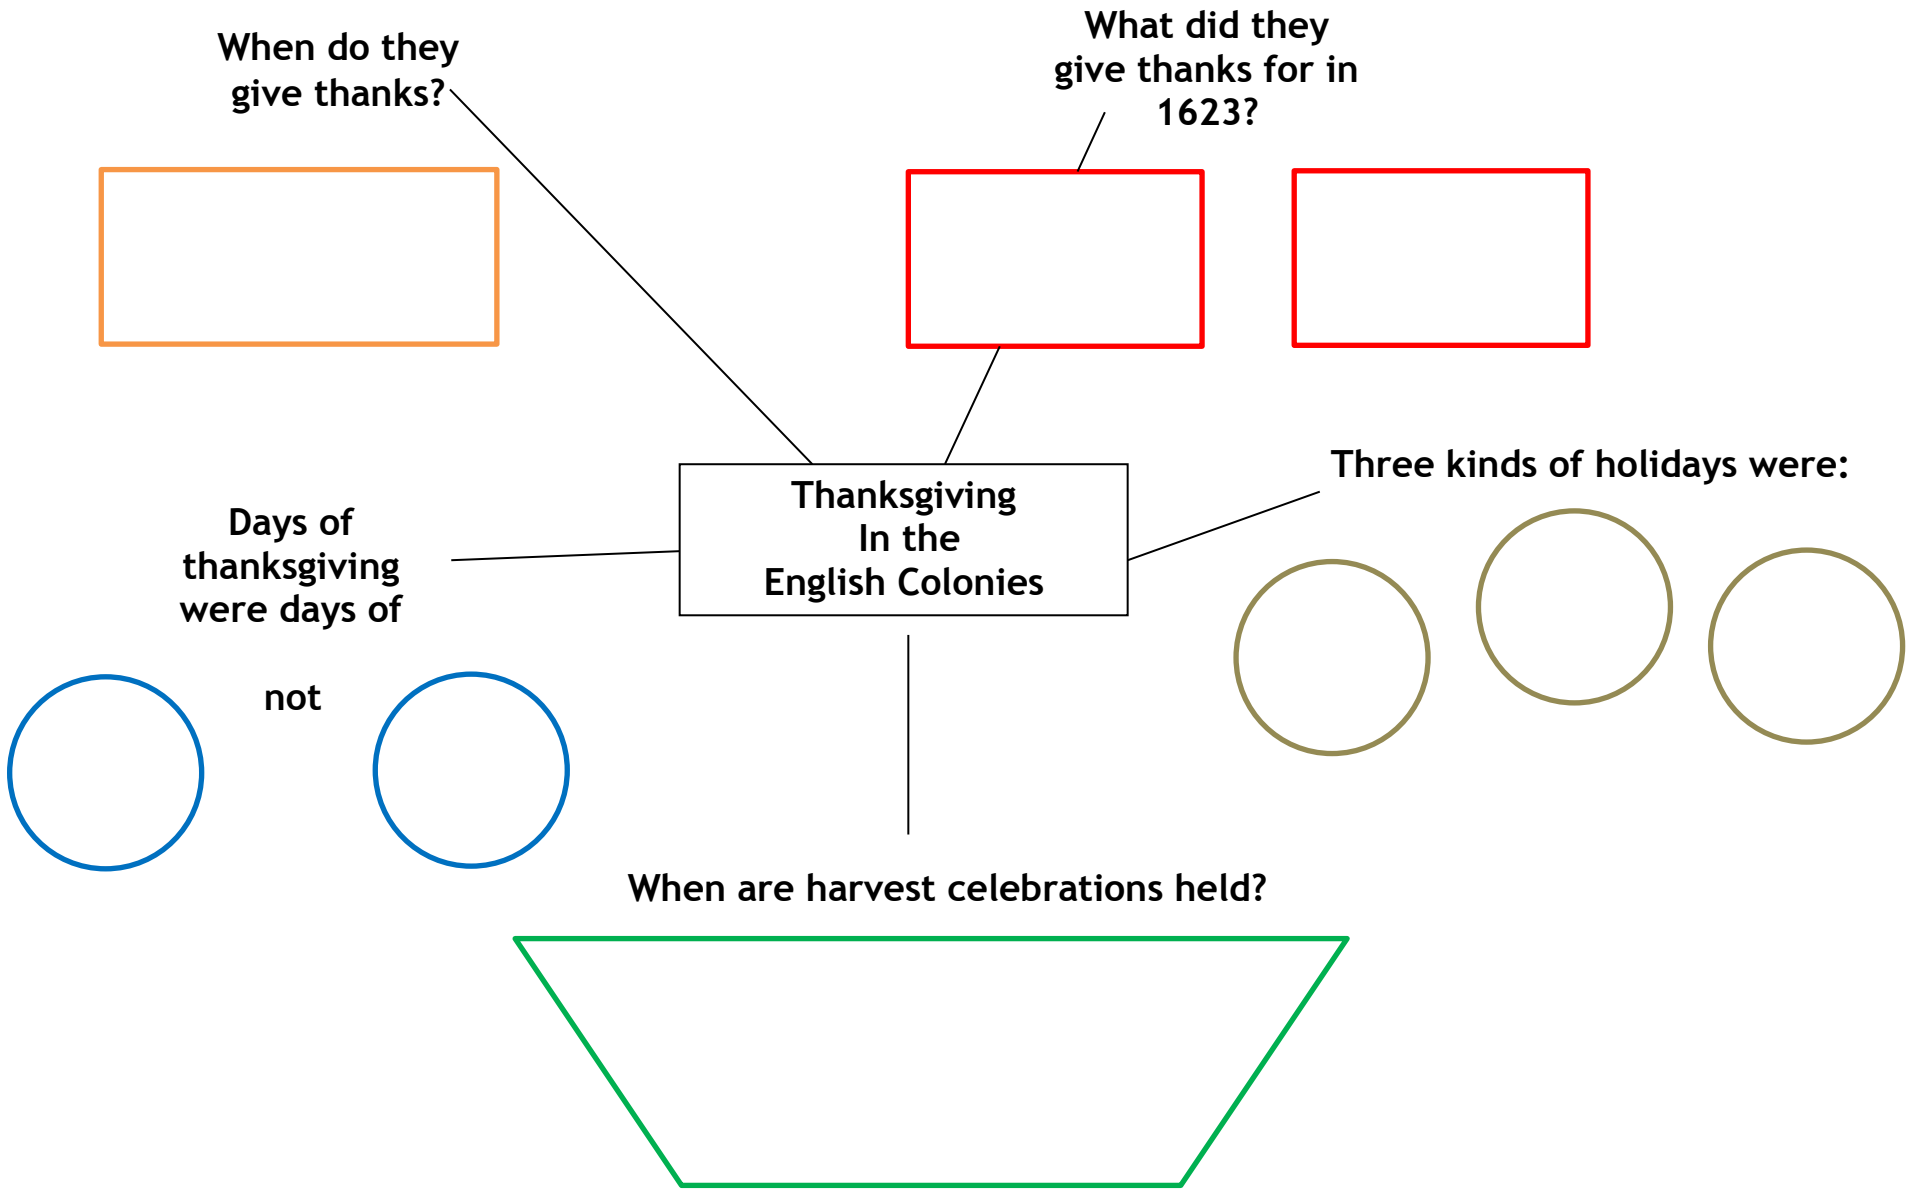 When do they
give thanks?
What did they
give thanks for in
1623?
Thanksgiving
In the
English Colonies
Three kinds of holidays were:
Days of
thanksgiving
were days of
not
When are harvest celebrations held?